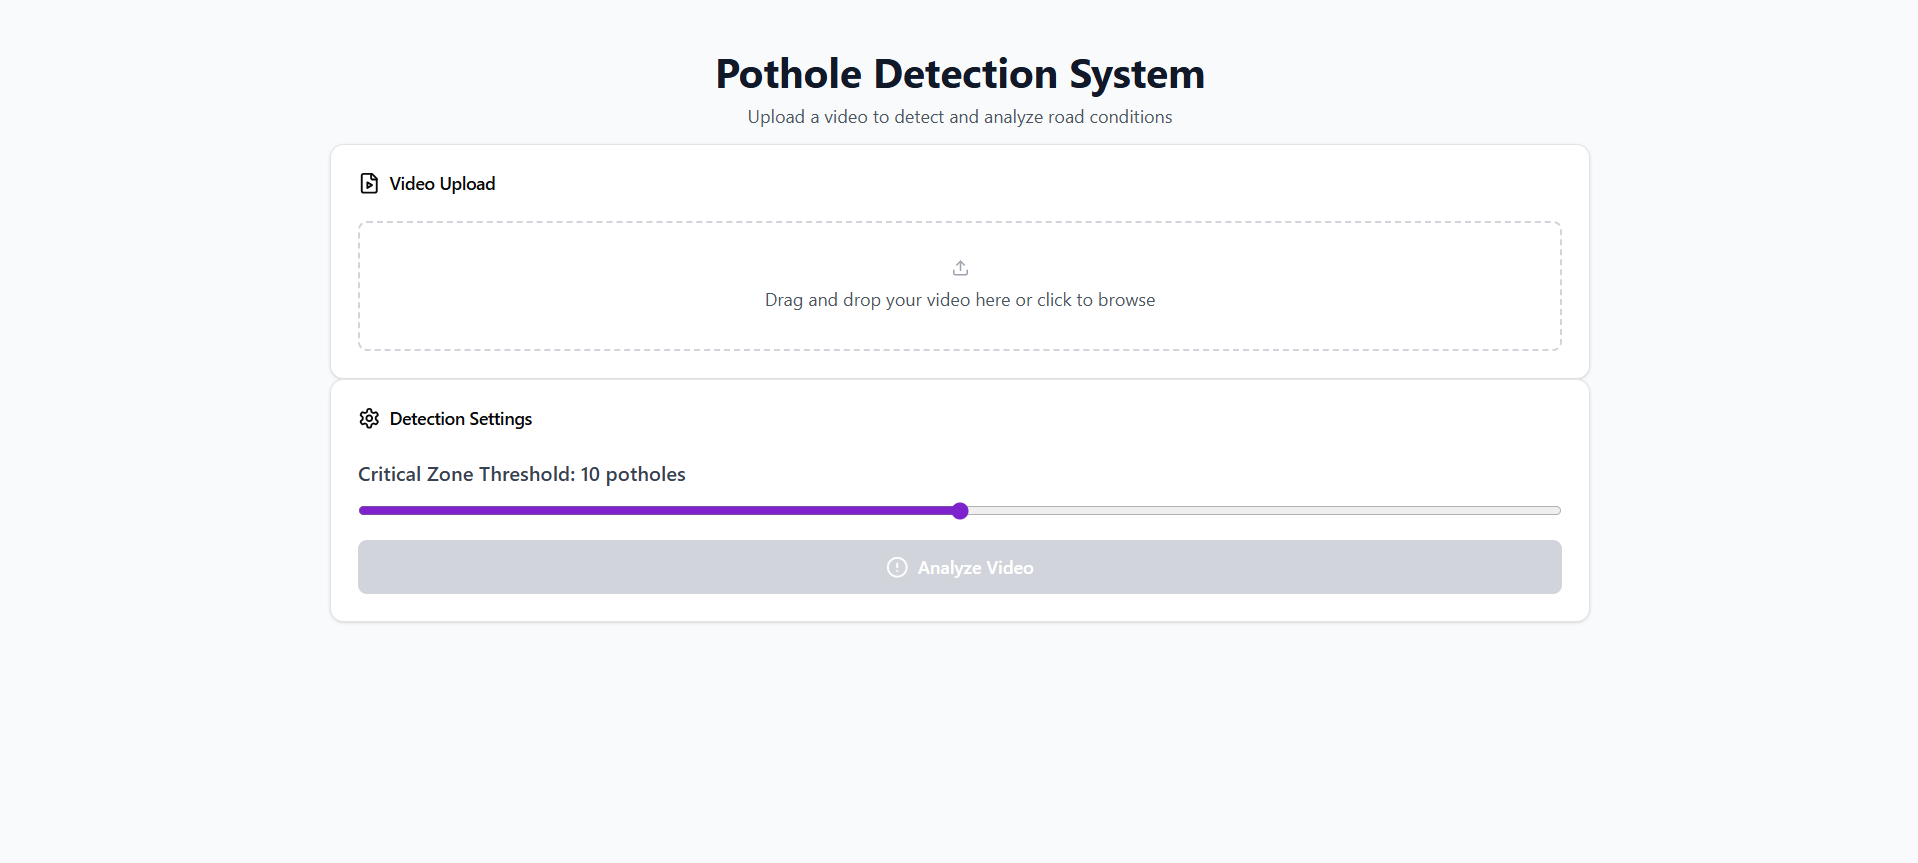 Pothole Detection System
Upload a video to detect and analyze road conditions
Video Upload
Drag and drop your video here or click to browse
Detection Settings
Critical Zone Threshold: 10 potholes
Analyze Video